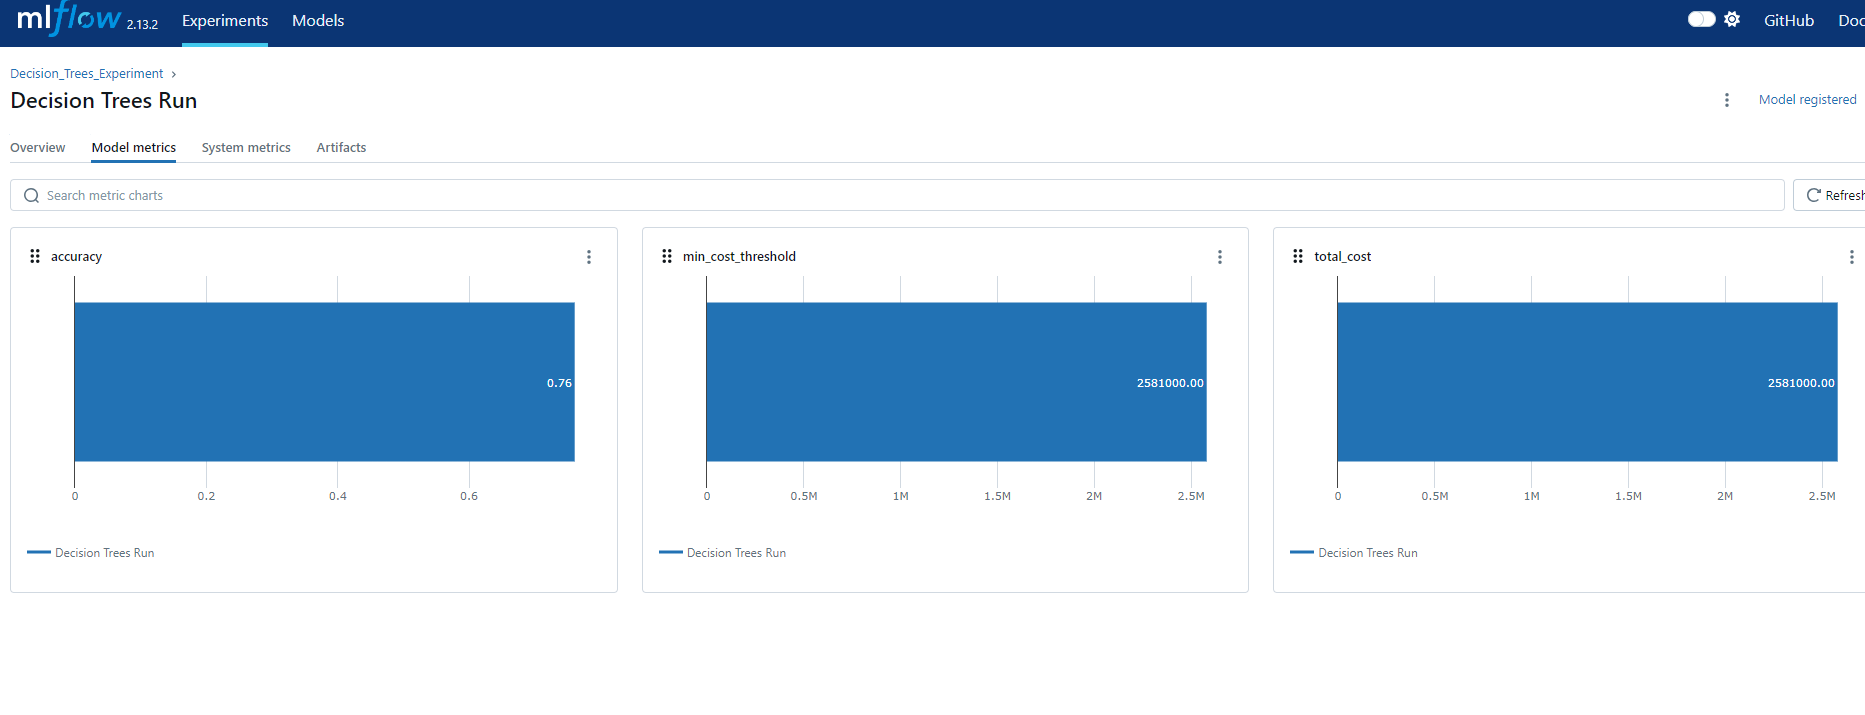 mlflow 2.13.2 Experiments Models GitHub Doc
Decision_Trees_Experiment ›
Decision Trees Run
Model registered
Overview Model metrics System metrics Artifacts
Search metric charts
Refresh
accuracy
0.76
0 0.2 0.4 0.6
Decision Trees Run
min_cost_threshold
2581000.00
0 0.5M 1M 1.5M 2M 2.5M
Decision Trees Run
total_cost
2581000.00
0 0.5M 1M 1.5M 2M 2.5M
Decision Trees Run